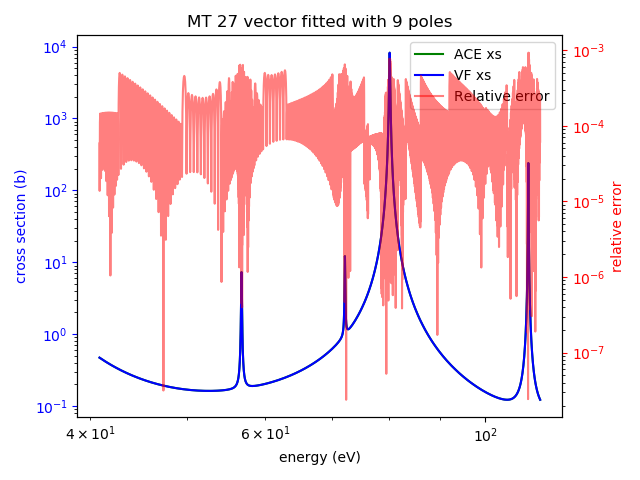 MT 27 vector fitted with 9 poles
ACE xs
VF xs
Relative error
cross section (b)
10⁴
10³
10²
10¹
10⁰
10⁻¹
relative error
10⁻³
10⁻⁴
10⁻⁵
10⁻⁶
10⁻⁷
4 × 10¹
6 × 10¹
10²
energy (eV)